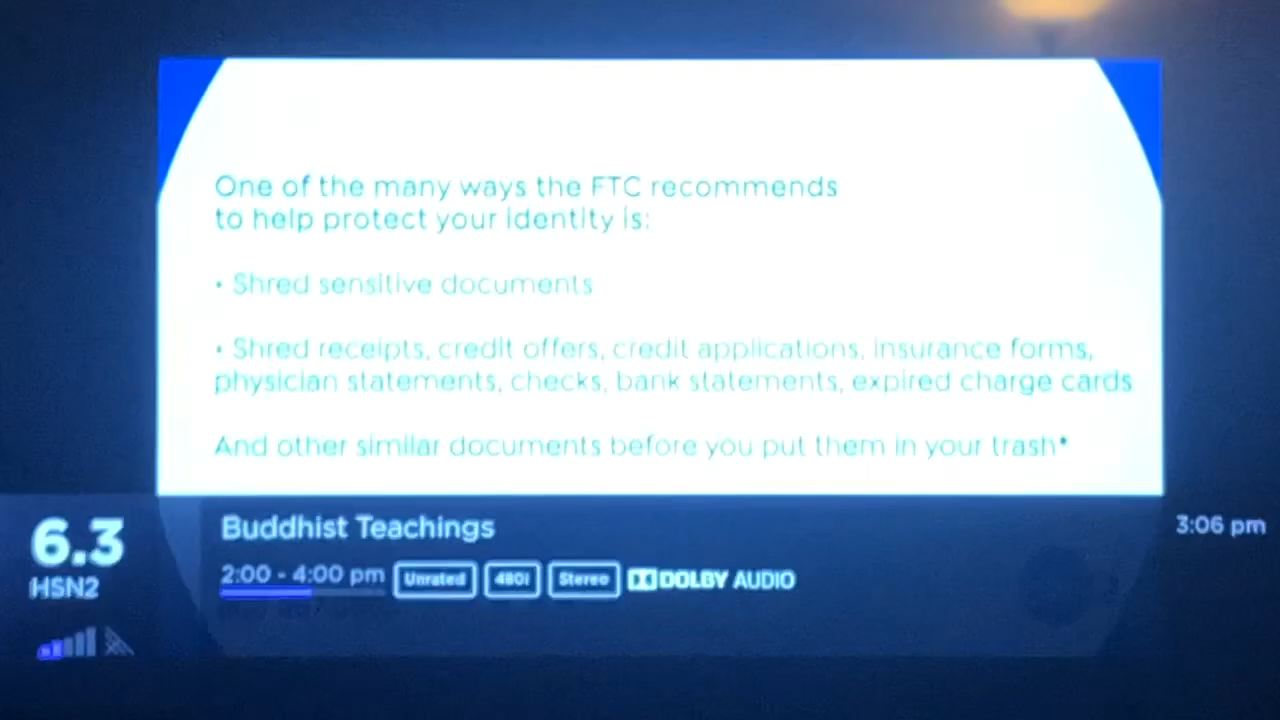 One of the many ways the FTC recommends
to help protect your identity is:
• Shred sensitive documents
• Shred receipts, credit offers, credit applications, insurance forms,
physician statements, checks, bank statements, expired charge cards
And other similar documents before you put them in your trash*
6.3
HSN2
Buddhist Teachings
2:00 - 4:00 pm Unrated 480i Stereo DOLBY AUDIO
3:06 pm